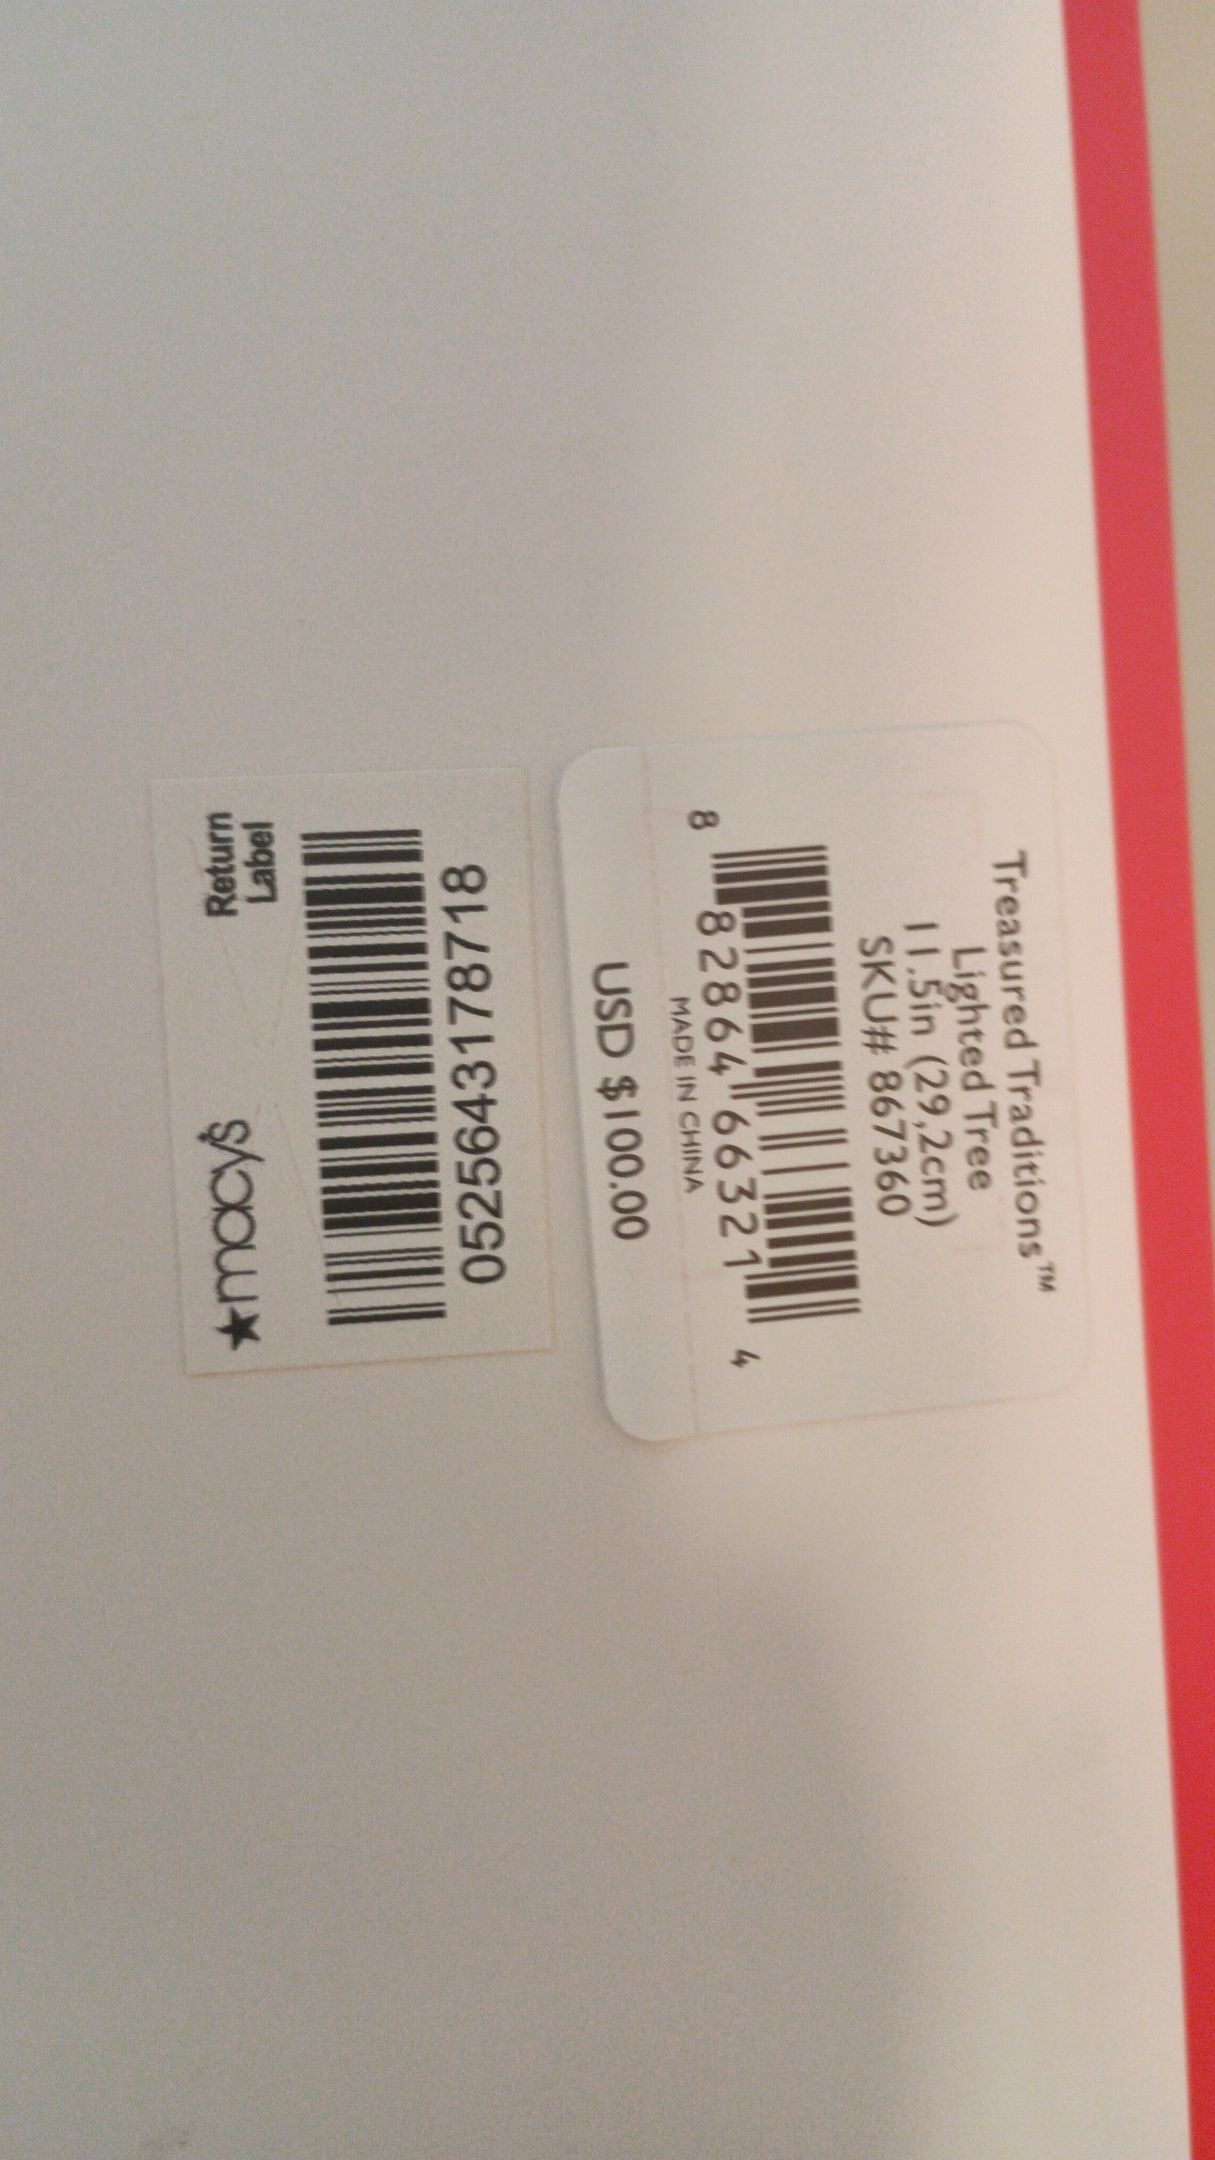 Treasured Traditions™
Lighted Tree
11.5in (29,2cm)
SKU# 867360
8 82864 66321 4
MADE IN CHINA
USD $100.00
0525643178718
Return
Label
★macy's